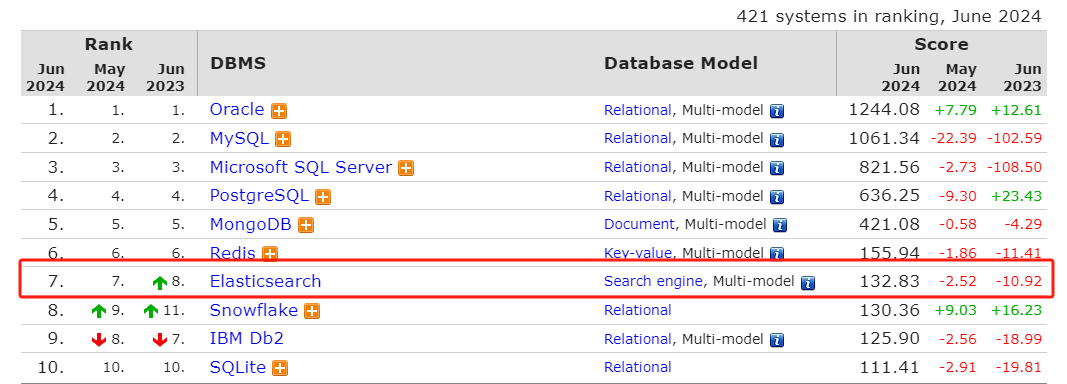 421 systems in ranking, June 2024
Rank DBMS Database Model Score
Jun 2024 May 2024 Jun 2023 Jun 2024 May 2024 Jun 2023
1. 1. 1. Oracle Relational, Multi-model 1244.08 +7.79 +12.61
2. 2. 2. MySQL Relational, Multi-model 1061.34 -22.39 -102.59
3. 3. 3. Microsoft SQL Server Relational, Multi-model 821.56 -2.73 -108.50
4. 4. 4. PostgreSQL Relational, Multi-model 636.25 -9.30 +23.43
5. 5. 5. MongoDB Document, Multi-model 421.08 -0.58 -4.29
6. 6. 6. Redis Key-value, Multi-model 155.94 -1.86 -11.41
7. 7. 8. Elasticsearch Search engine, Multi-model 132.83 -2.52 -10.92
8. 9. 11. Snowflake Relational 130.36 +9.03 +16.23
9. 8. 7. IBM Db2 Relational, Multi-model 125.90 -2.56 -18.99
10. 10. 10. SQLite Relational 111.41 -2.91 -19.81